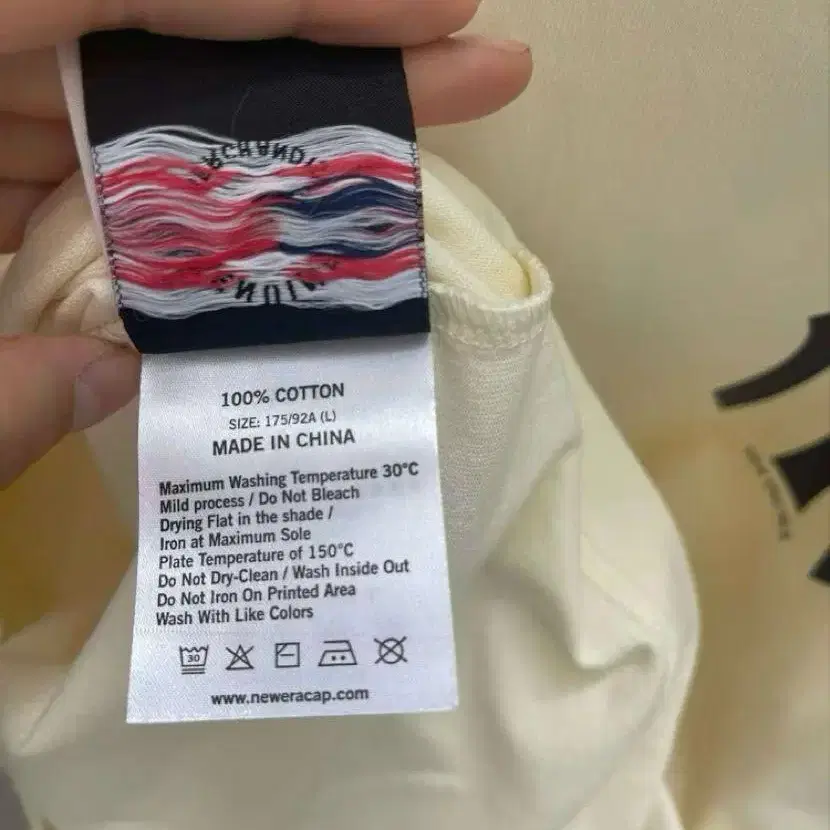 100% COTTON
SIZE: 175/92A (L)
MADE IN CHINA
Maximum Washing Temperature 30°C
Mild process / Do Not Bleach
Drying Flat in the shade /
Iron at Maximum Sole
Plate Temperature of 150°C
Do Not Dry-Clean / Wash Inside Out
Do Not Iron On Printed Area
Wash With Like Colors
30
www.neweracap.com